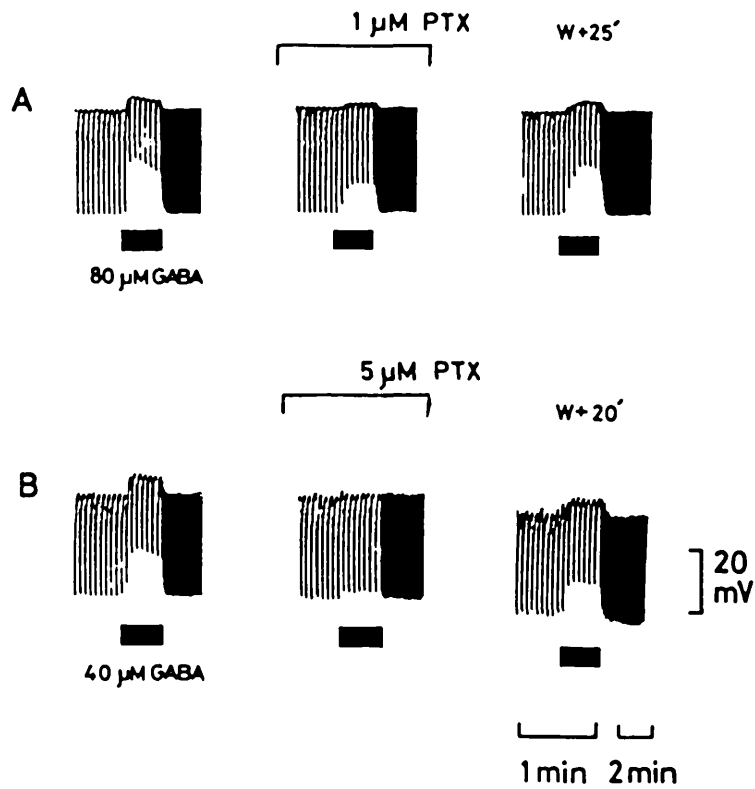 1 μM PTX
W+25´
A
80 μM GABA
5 μM PTX
W+20´
B
20
mV
40 μM GABA
1min 2min